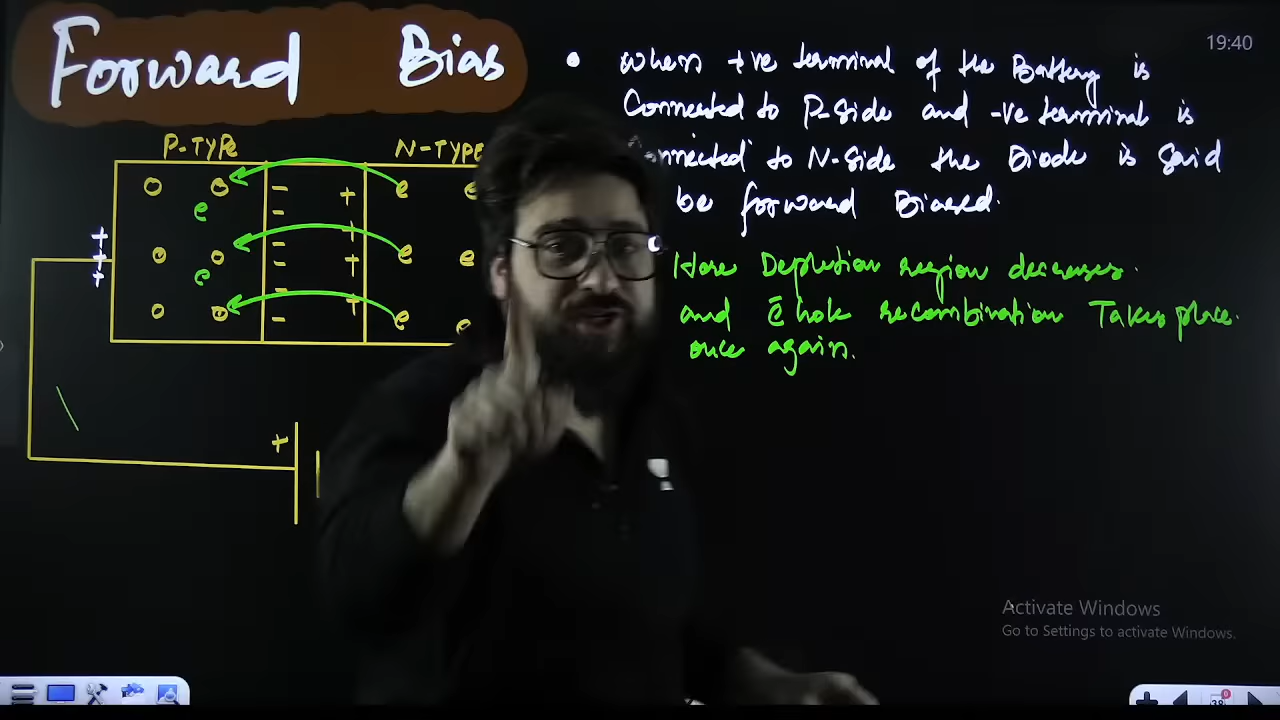 Forward Bias
19:40
• When +ve terminal of the Battery is
Connected to P-Side and -ve terminal is
Connected to N-Side the Diode is said
be forward Biased.
Here Depletion region decreases.
and e̅ hole recombination Takes place.
once again.
P-TYPE N-TYPE
o o - + e e
e -
+ - +
+ o o - + e e
+ e
-
o o - + e e
+
Activate Windows
Go to Settings to activate Windows.
38